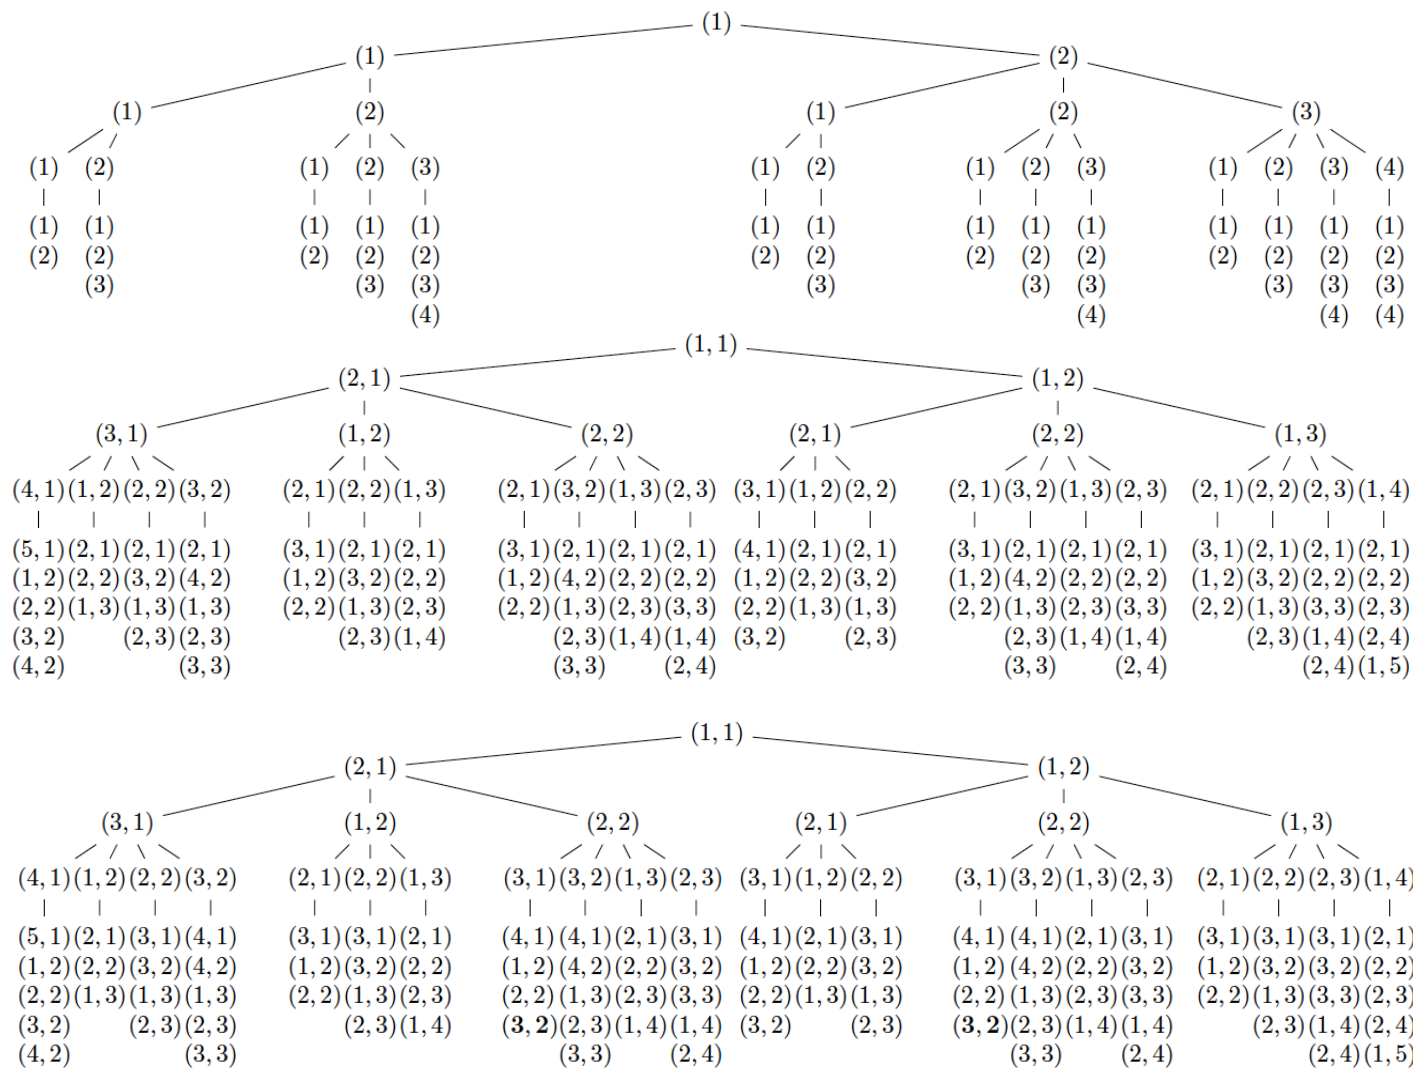 (1)
(1) (2)
(1) (2) (1) (2) (3)
(1) (2) (1) (2) (3) (1) (2) (1) (2) (3) (1) (2) (3) (4)
(1) (1) (1) (1) (1) (1) (1) (1) (1) (1) (1) (1) (1) (1)
(2) (2) (2) (2) (2) (2) (2) (2) (2) (2) (2) (2) (2) (2)
(3) (3) (3) (3) (3) (3) (3) (3) (3)
(4) (4) (4) (4)
(1, 1)
(2, 1) (1, 2)
(3, 1) (1, 2) (2, 2) (2, 1) (2, 2) (1, 3)
(4, 1) (1, 2) (2, 2) (3, 2) (2, 1) (2, 2) (1, 3) (2, 1) (3, 2) (1, 3) (2, 3) (3, 1) (1, 2) (2, 2) (2, 1) (3, 2) (1, 3) (2, 3) (2, 1) (2, 2) (2, 3) (1, 4)
(5, 1) (2, 1) (2, 1) (2, 1) (3, 1) (2, 1) (2, 1) (3, 1) (2, 1) (2, 1) (2, 1) (4, 1) (2, 1) (2, 1) (3, 1) (2, 1) (2, 1) (2, 1) (3, 1) (2, 1) (2, 1) (2, 1)
(1, 2) (2, 2) (3, 2) (4, 2) (1, 2) (3, 2) (2, 2) (1, 2) (4, 2) (2, 2) (2, 2) (1, 2) (2, 2) (3, 2) (1, 2) (4, 2) (2, 2) (2, 2) (1, 2) (3, 2) (2, 2) (2, 2)
(2, 2) (1, 3) (1, 3) (1, 3) (2, 2) (1, 3) (2, 3) (2, 2) (1, 3) (2, 3) (3, 3) (2, 2) (1, 3) (1, 3) (2, 2) (1, 3) (2, 3) (3, 3) (2, 2) (1, 3) (3, 3) (2, 3)
(3, 2) (2, 3) (2, 3) (2, 3) (1, 4) (2, 3) (1, 4) (1, 4) (3, 2) (2, 3) (2, 3) (1, 4) (1, 4) (2, 3) (1, 4) (2, 4)
(4, 2) (3, 3) (3, 3) (2, 4) (3, 3) (2, 4) (2, 4) (1, 5)
(1, 1)
(2, 1) (1, 2)
(3, 1) (1, 2) (2, 2) (2, 1) (2, 2) (1, 3)
(4, 1) (1, 2) (2, 2) (3, 2) (2, 1) (2, 2) (1, 3) (3, 1) (3, 2) (1, 3) (2, 3) (3, 1) (1, 2) (2, 2) (3, 1) (3, 2) (1, 3) (2, 3) (2, 1) (2, 2) (2, 3) (1, 4)
(5, 1) (2, 1) (3, 1) (4, 1) (3, 1) (3, 1) (2, 1) (4, 1) (4, 1) (2, 1) (3, 1) (4, 1) (2, 1) (3, 1) (4, 1) (4, 1) (2, 1) (3, 1) (3, 1) (3, 1) (3, 1) (2, 1)
(1, 2) (2, 2) (3, 2) (4, 2) (1, 2) (3, 2) (2, 2) (1, 2) (4, 2) (2, 2) (3, 2) (1, 2) (2, 2) (3, 2) (1, 2) (4, 2) (2, 2) (3, 2) (1, 2) (3, 2) (3, 2) (2, 2)
(2, 2) (1, 3) (1, 3) (1, 3) (2, 2) (1, 3) (2, 3) (2, 2) (1, 3) (2, 3) (3, 3) (2, 2) (1, 3) (1, 3) (2, 2) (1, 3) (2, 3) (3, 3) (2, 2) (1, 3) (3, 3) (2, 3)
(3, 2) (2, 3) (2, 3) (2, 3) (1, 4) (3, 2) (2, 3) (1, 4) (1, 4) (3, 2) (2, 3) (3, 2) (2, 3) (1, 4) (1, 4) (2, 3) (1, 4) (2, 4)
(4, 2) (3, 3) (3, 3) (2, 4) (3, 3) (2, 4) (2, 4) (1, 5)